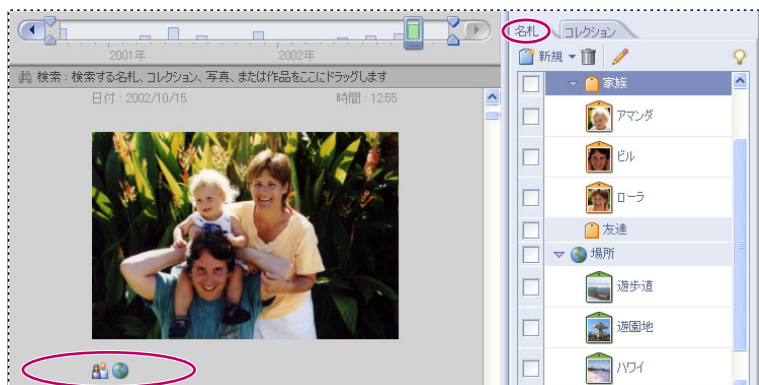 2001年 2002年
検索 : 検索する名札、コレクション、写真、または作品をここにドラッグします
日付 : 2002/10/15 時間 : 12:55
名札 コレクション
新規
家族
アマンダ
ビル
ローラ
友達
場所
遊歩道
遊園地
ハワイ